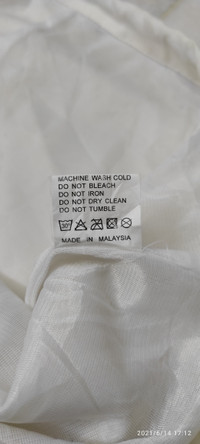 MACHINE WASH COLD
DO NOT BLEACH
DO NOT IRON
DO NOT DRY CLEAN
DO NOT TUMBLE
30°
MADE IN MALAYSIA
2021/6/14 17:12